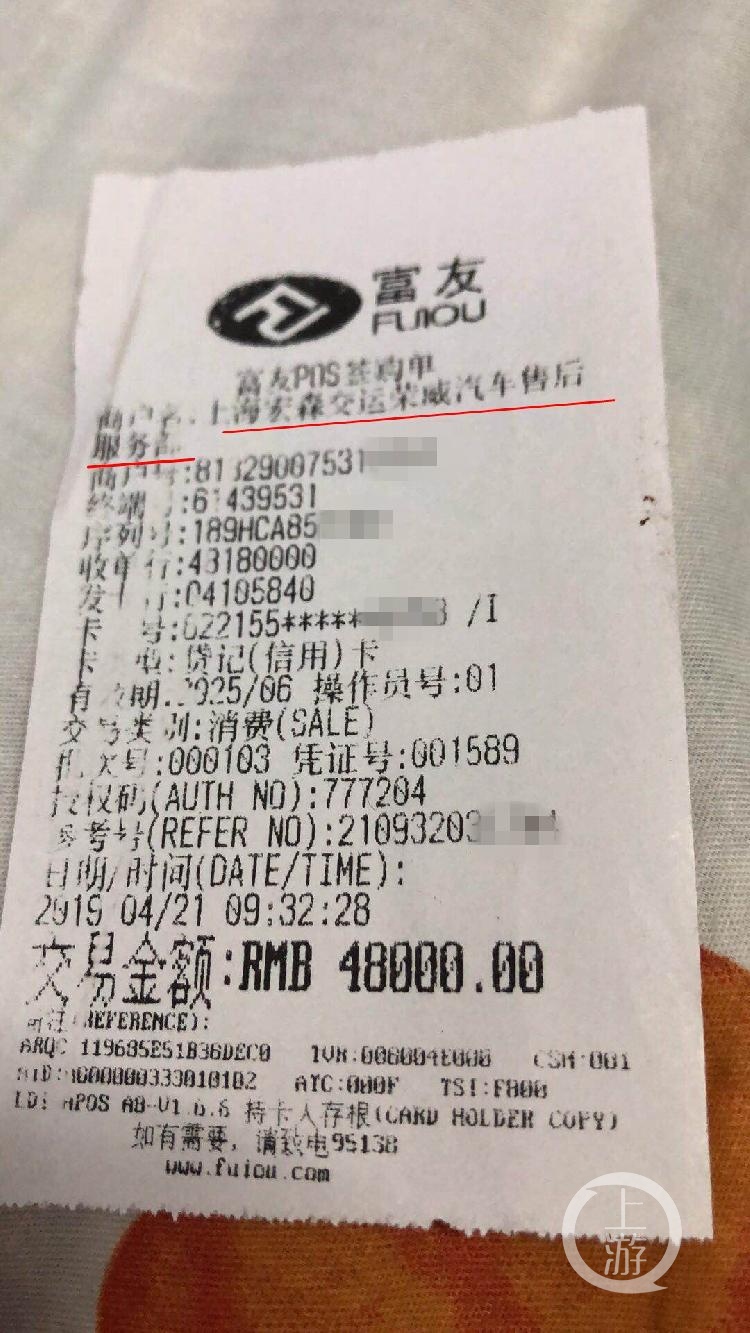 富友
FUIOU
富友POS签购单
商户名:上海宏森交运荣威汽车售后
服务部
商户号:81329007531
终端号:61439531
序列号:189HCA85
收单行:48180000
发卡行:04105840
卡 号:622155***** /I
卡 类:贷记(信用)卡
有效期:2025/06 操作员号:01
交易类别:消费(SALE)
批次号:000103 凭证号:001589
授权码(AUTH NO):777204
参考号(REFER NO):21093203
日期/时间(DATE/TIME):
2019 04/21 09:32:28
交易金额:RMB 48000.00
备注(REFERENCE):
ARQC 119685E51B36DEC0 TVR:008004E000 CSN:001
AID:A000000333010102 ATC:000F TSI:F800
APOS A8-V1.6.6 持卡人存根(CARD HOLDER COPY)
如有需要,请致电95138
www.fuiou.com
上游